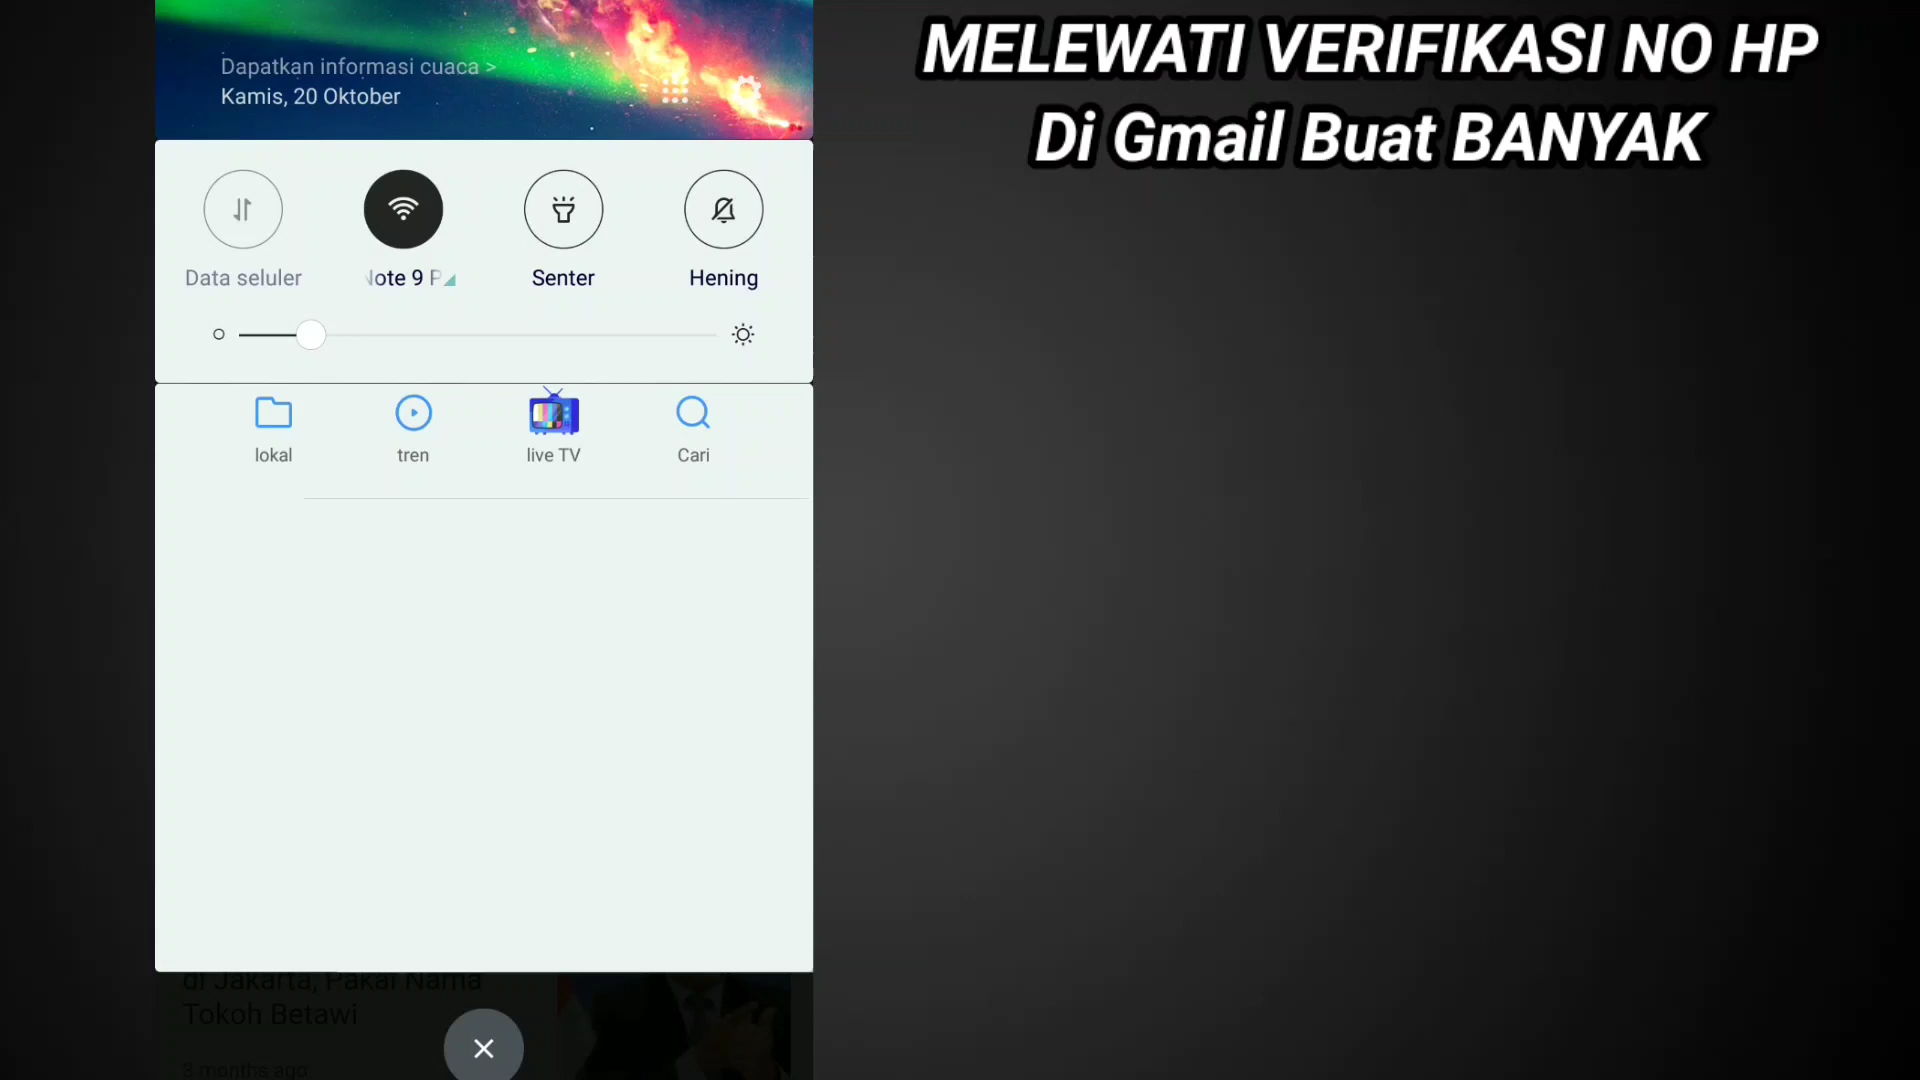 MELEWATI VERIFIKASI NO HP
Di Gmail Buat BANYAK
Dapatkan informasi cuaca >
Kamis, 20 Oktober
Data seluler
ote 9 P
Senter
Hening
lokal
tren
live TV
Cari
di Jakarta, Pakai Nama
Tokoh Betawi
3 months ago